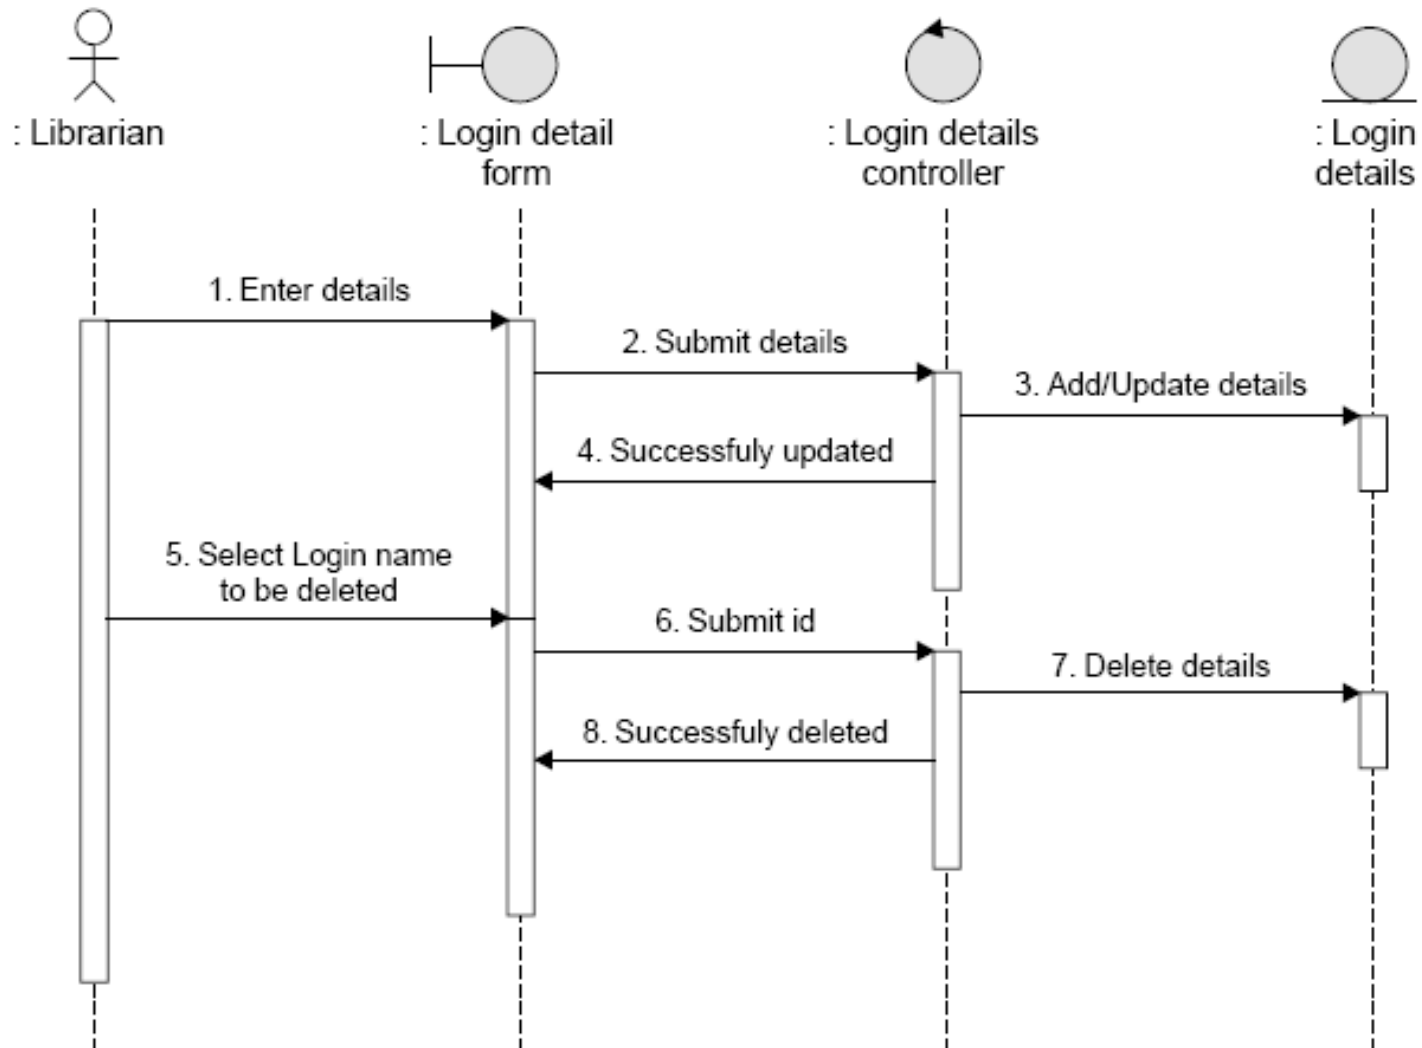 : Librarian
: Login detail
form
: Login details
controller
: Login
details
1. Enter details
2. Submit details
3. Add/Update details
4. Successfuly updated
5. Select Login name
to be deleted
6. Submit id
7. Delete details
8. Successfuly deleted